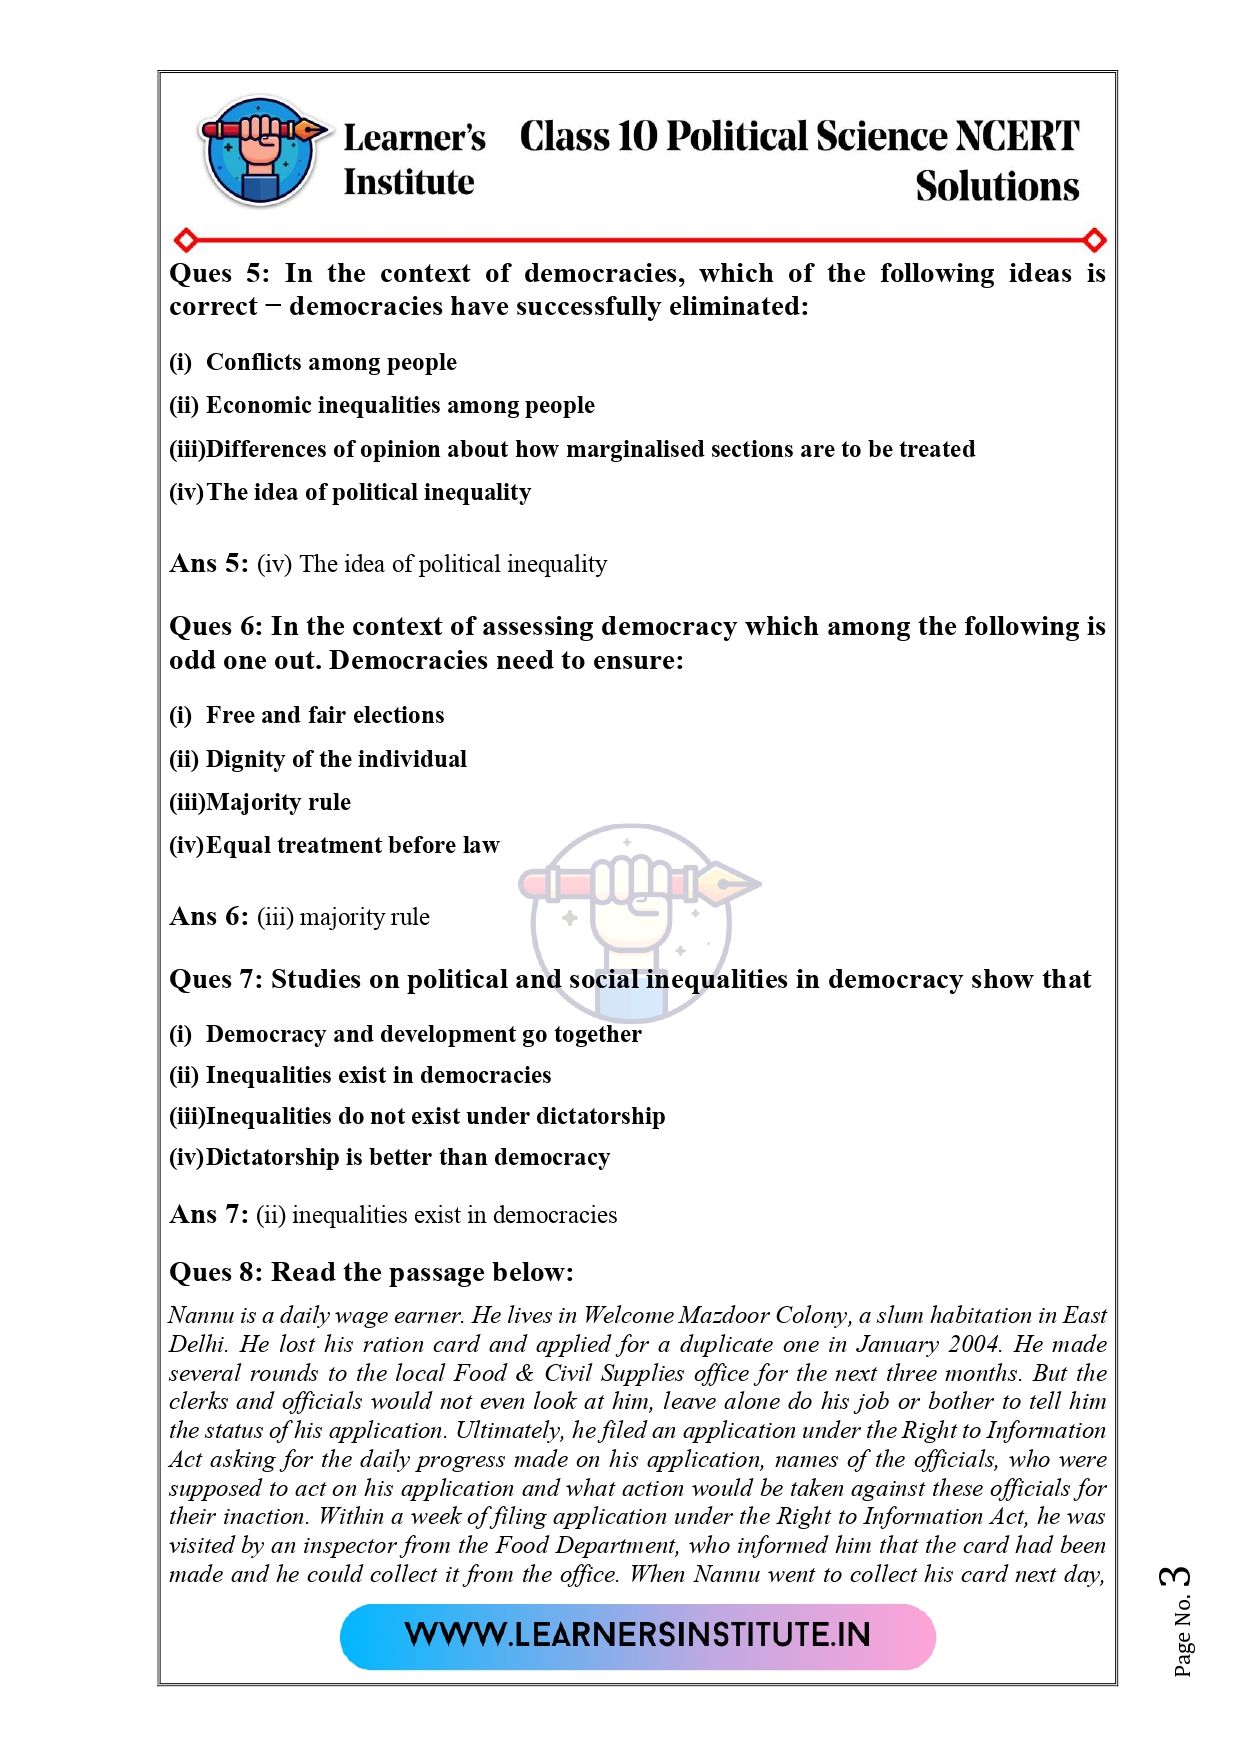 Learner's Institute
Class 10 Political Science NCERT Solutions
Ques 5: In the context of democracies, which of the following ideas is
correct − democracies have successfully eliminated:
(i) Conflicts among people
(ii) Economic inequalities among people
(iii)Differences of opinion about how marginalised sections are to be treated
(iv)The idea of political inequality
Ans 5: (iv) The idea of political inequality
Ques 6: In the context of assessing democracy which among the following is
odd one out. Democracies need to ensure:
(i) Free and fair elections
(ii) Dignity of the individual
(iii)Majority rule
(iv)Equal treatment before law
Ans 6: (iii) majority rule
Ques 7: Studies on political and social inequalities in democracy show that
(i) Democracy and development go together
(ii) Inequalities exist in democracies
(iii)Inequalities do not exist under dictatorship
(iv)Dictatorship is better than democracy
Ans 7: (ii) inequalities exist in democracies
Ques 8: Read the passage below:
Nannu is a daily wage earner. He lives in Welcome Mazdoor Colony, a slum habitation in East
Delhi. He lost his ration card and applied for a duplicate one in January 2004. He made
several rounds to the local Food & Civil Supplies office for the next three months. But the
clerks and officials would not even look at him, leave alone do his job or bother to tell him
the status of his application. Ultimately, he filed an application under the Right to Information
Act asking for the daily progress made on his application, names of the officials, who were
supposed to act on his application and what action would be taken against these officials for
their inaction. Within a week of filing application under the Right to Information Act, he was
visited by an inspector from the Food Department, who informed him that the card had been
made and he could collect it from the office. When Nannu went to collect his card next day,
WWW.LEARNERSINSTITUTE.IN
Page No. 3